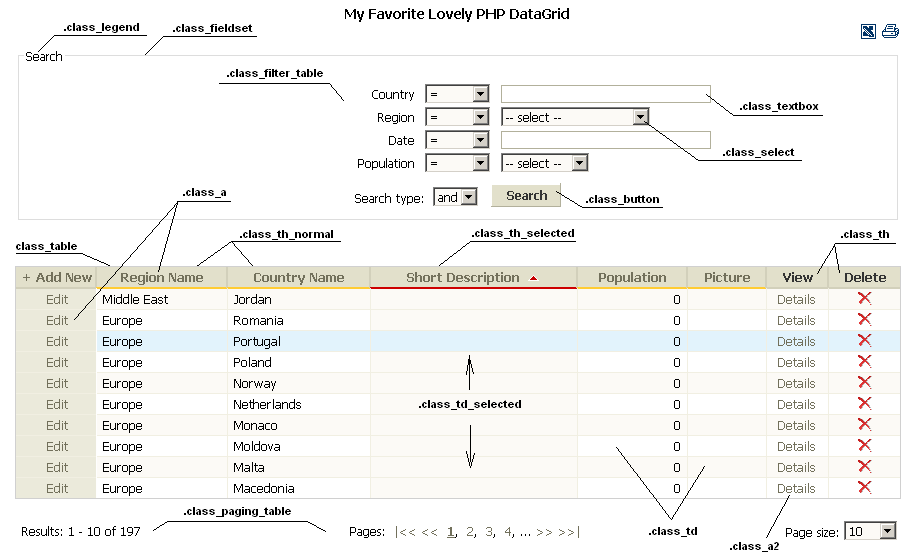 My Favorite Lovely PHP DataGrid
.class_legend
.class_fieldset
Search
.class_filter_table
Country =
.class_textbox
Region = -- select --
Date =
.class_select
Population = -- select --
Search type: and Search
.class_button
.class_a
class_table
.class_th_normal
.class_th_selected
.class_th
+ Add New Region Name Country Name Short Description Population Picture View Delete
Edit Middle East Jordan 0 Details
Edit Europe Romania 0 Details
Edit Europe Portugal 0 Details
Edit Europe Poland 0 Details
Edit Europe Norway 0 Details
Edit Europe Netherlands 0 Details
.class_td_selected
Edit Europe Monaco 0 Details
Edit Europe Moldova 0 Details
Edit Europe Malta 0 Details
Edit Europe Macedonia 0 Details
.class_paging_table
Results: 1 - 10 of 197 Pages: |<< << 1, 2, 3, 4, ... >> >>| Page size: 10
.class_td
.class_a2